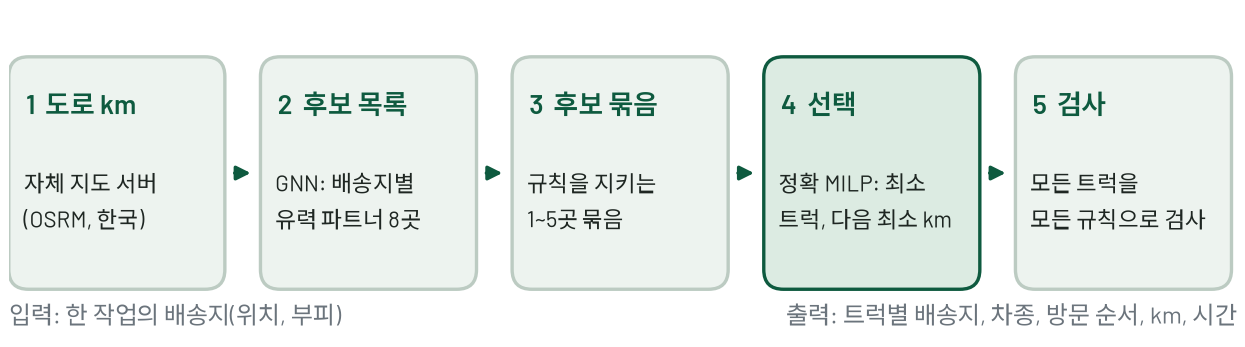 1 도로 km
자체 지도 서버
(OSRM, 한국)
2 후보 목록
GNN: 배송지별
유력 파트너 8곳
3 후보 묶음
규칙을 지키는
1~5곳 묶음
4 선택
정확 MILP: 최소
트럭, 다음 최소 km
5 검사
모든 트럭을
모든 규칙으로 검사
입력: 한 작업의 배송지(위치, 부피)
출력: 트럭별 배송지, 차종, 방문 순서, km, 시간